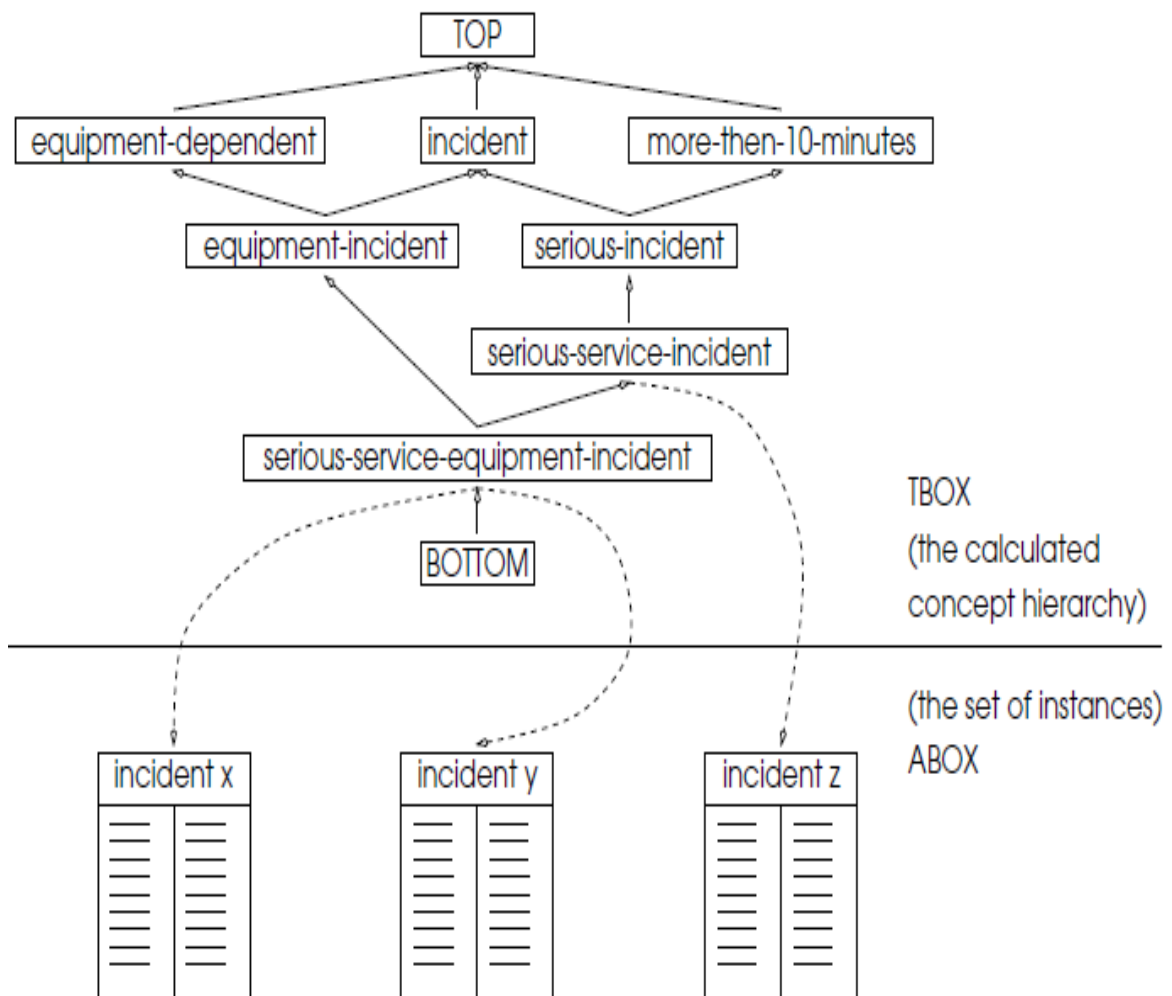 TOP
equipment-dependent
incident
more-then-10-minutes
equipment-incident
serious-incident
serious-service-incident
serious-service-equipment-incident
BOTTOM
TBOX
(the calculated
concept hierarchy)
(the set of instances)
ABOX
incident x
incident y
incident z